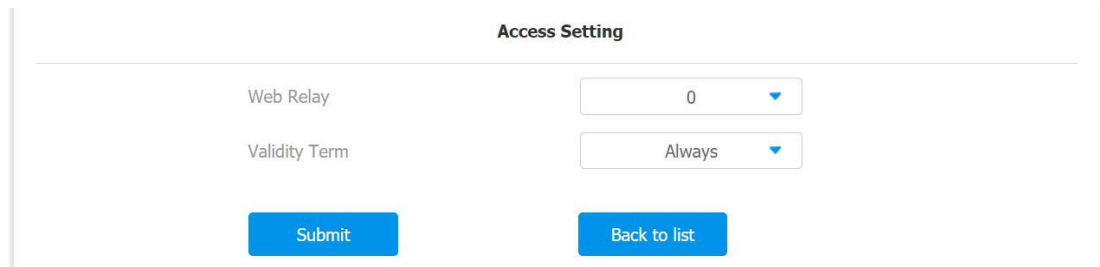 Access Setting
Web Relay 0
Validity Term Always
Submit Back to list